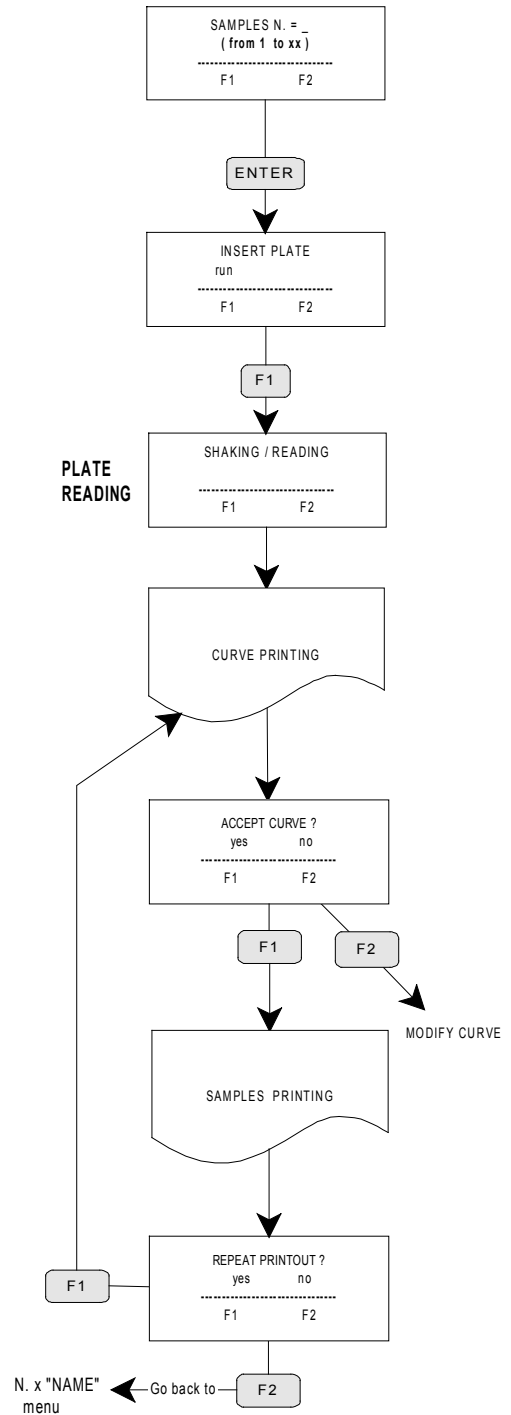 SAMPLES N. = _
( from 1 to xx )
--------------------------------
F1 F2
ENTER
INSERT PLATE
run
--------------------------------
F1 F2
F1
PLATE
READING
SHAKING / READING
--------------------------------
F1 F2
CURVE PRINTING
ACCEPT CURVE ?
yes no
--------------------------------
F1 F2
F1
F2
MODIFY CURVE
SAMPLES PRINTING
REPEAT PRINTOUT ?
yes no
--------------------------------
F1 F2
F1
N. x "NAME"
menu
Go back to
F2